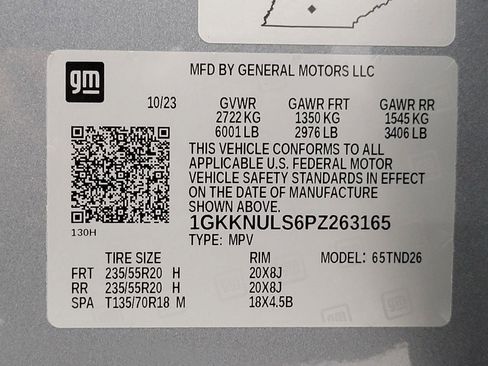 gm
MFD BY GENERAL MOTORS LLC
10/23 GVWR GAWR FRT GAWR RR
2722 KG 1350 KG 1545 KG
6001 LB 2976 LB 3406 LB
THIS VEHICLE CONFORMS TO ALL
APPLICABLE U.S. FEDERAL MOTOR
VEHICLE SAFETY STANDARDS IN EFFECT
ON THE DATE OF MANUFACTURE
SHOWN ABOVE.
130H
1GKKNULS6PZ263165
TYPE: MPV
TIRE SIZE RIM MODEL: 65TND26
FRT 235/55R20 H 20X8J
RR 235/55R20 H 20X8J
SPA T135/70R18 M 18X4.5B